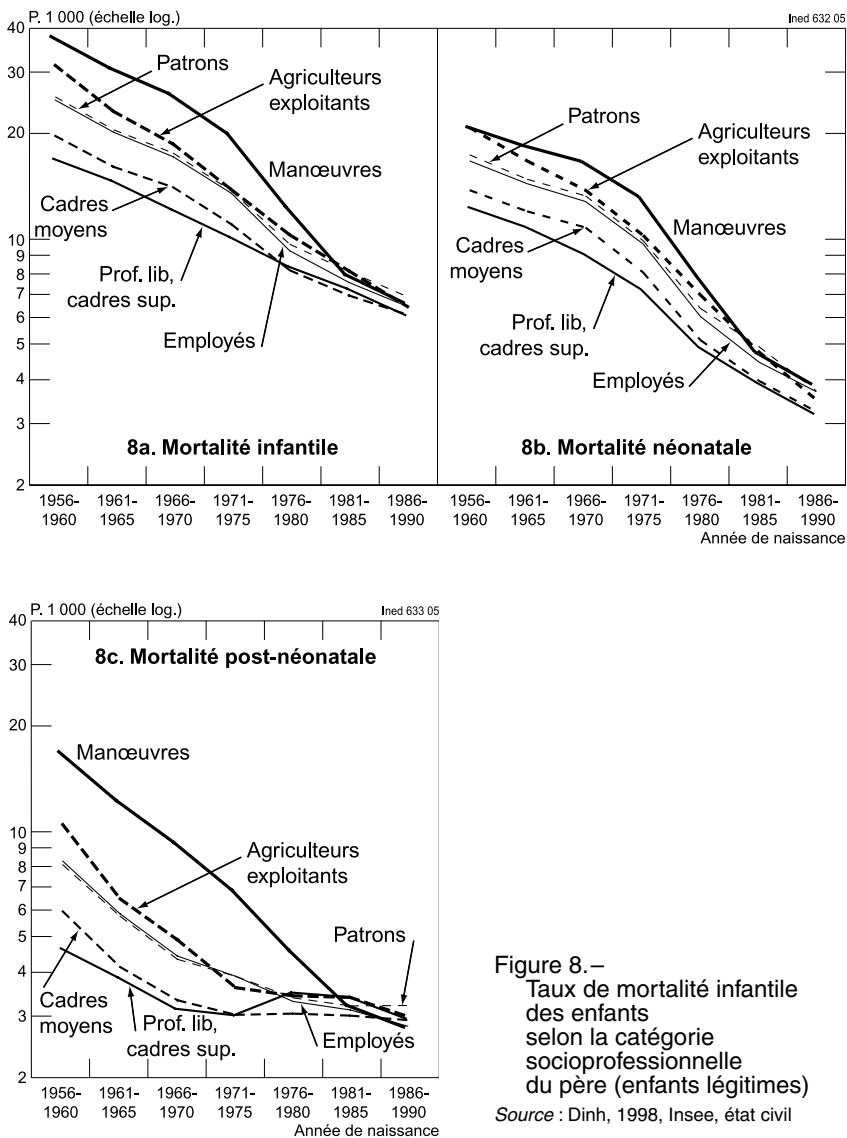 P. 1 000 (échelle log.)
Ined 632 05
40
30
20
10
9
8
7
6
5
4
3
2
Patrons
Agriculteurs
exploitants
Manœuvres
Cadres
moyens
Prof. lib,
cadres sup.
Employés
8a. Mortalité infantile
1956-
1960
1961-
1965
1966-
1970
1971-
1975
1976-
1980
1981-
1985
1986-
1990
Patrons
Agriculteurs
exploitants
Manœuvres
Cadres
moyens
Prof. lib,
cadres sup.
Employés
8b. Mortalité néonatale
1956-
1960
1961-
1965
1966-
1970
1971-
1975
1976-
1980
1981-
1985
1986-
1990
Année de naissance
P. 1 000 (échelle log.)
Ined 633 05
8c. Mortalité post-néonatale
40
30
20
10
9
8
7
6
5
4
3
2
Manœuvres
Agriculteurs
exploitants
Patrons
Cadres
moyens
Prof. lib,
cadres sup.
Employés
1956-
1960
1961-
1965
1966-
1970
1971-
1975
1976-
1980
1981-
1985
1986-
1990
Année de naissance
Figure 8.–
Taux de mortalité infantile
des enfants
selon la catégorie
socioprofessionnelle
du père (enfants légitimes)
Source : Dinh, 1998, Insee, état civil